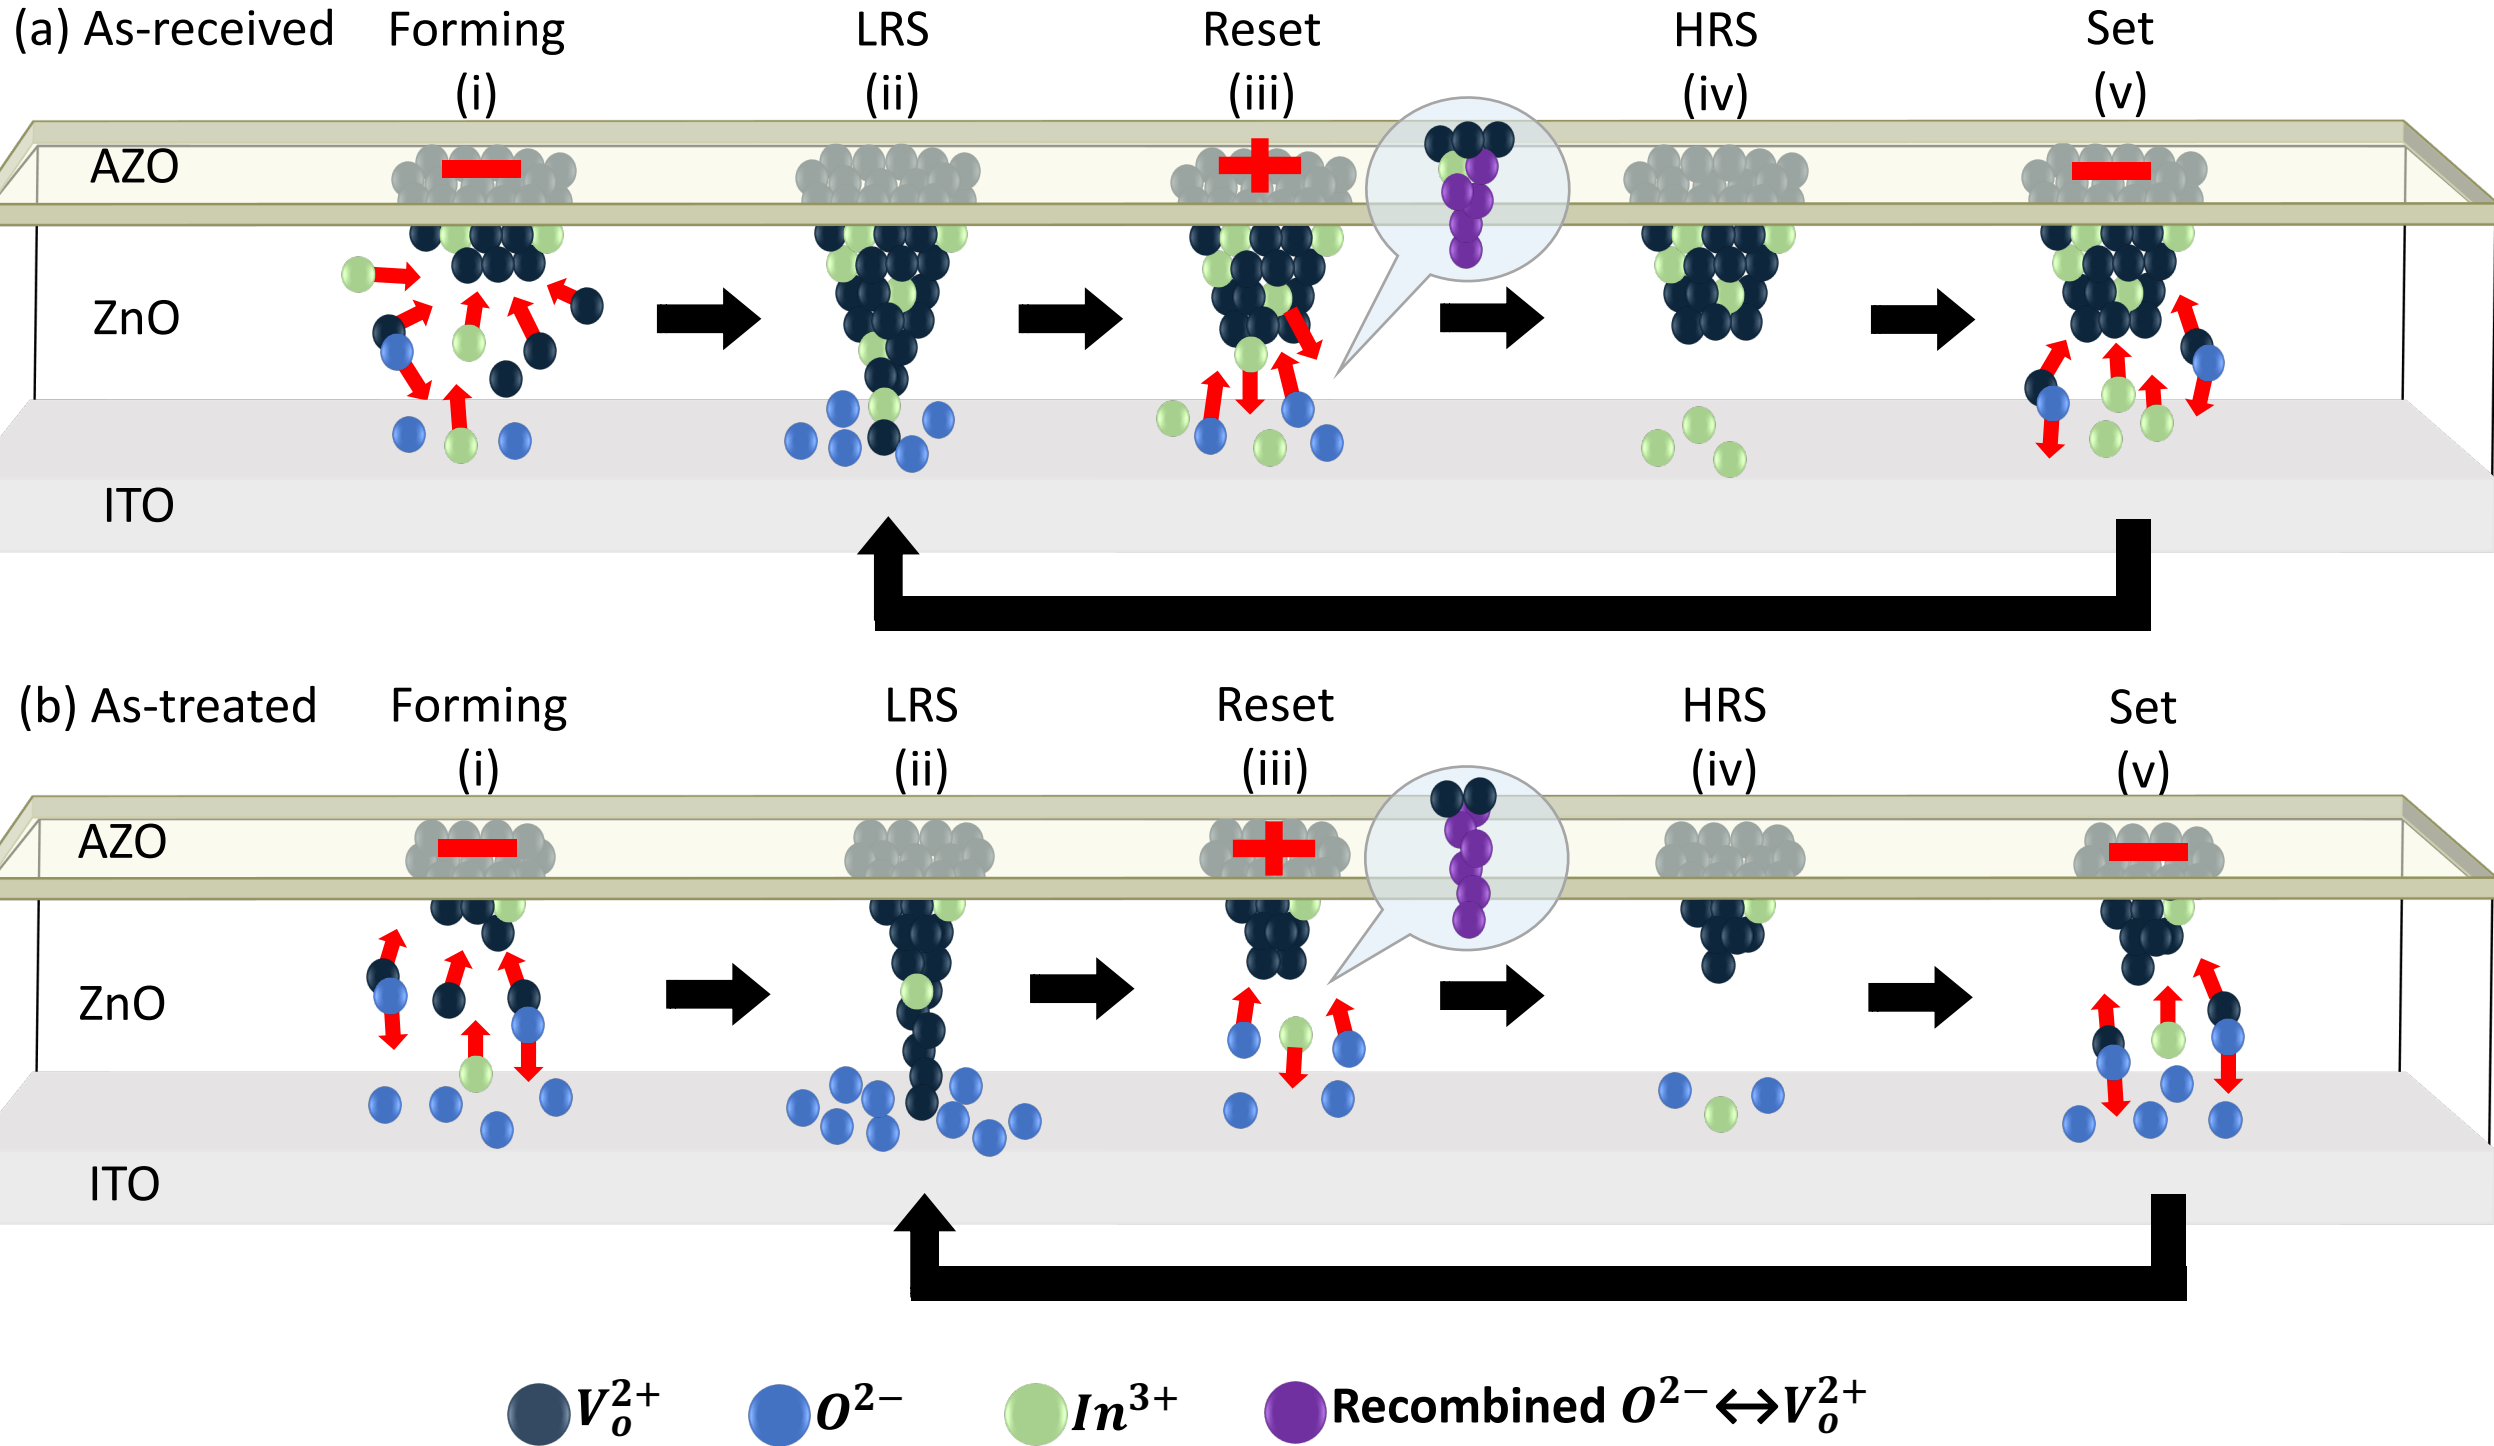 (a) As-received Forming LRS Reset HRS Set
(i) (ii) (iii) (iv) (v)
AZO
ZnO
ITO
(b) As-treated Forming LRS Reset HRS Set
(i) (ii) (iii) (iv) (v)
AZO
ZnO
ITO
V_o^{2+} O^{2−} In^{3+} Recombined O^{2−}↔V_o^{2+}